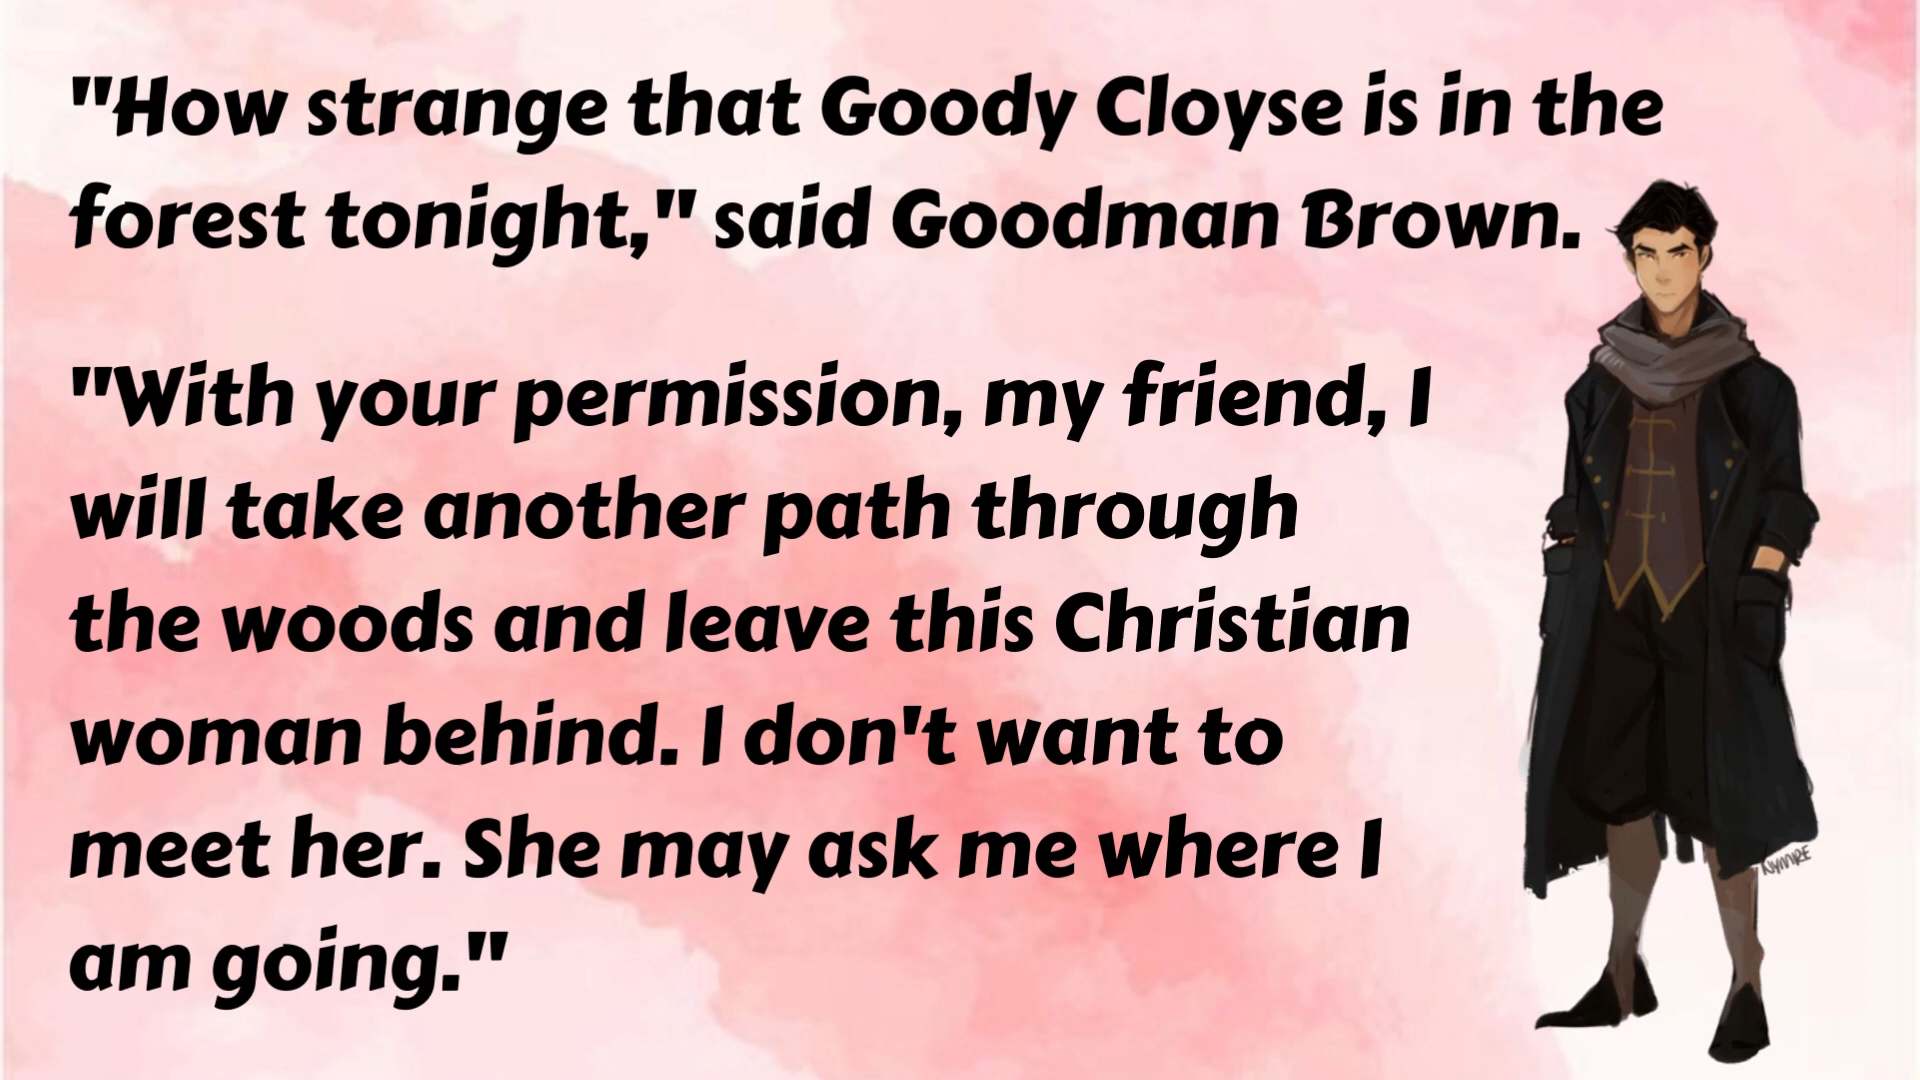 "How strange that Goody Cloyse is in the
forest tonight," said Goodman Brown.
"With your permission, my friend, I
will take another path through
the woods and leave this Christian
woman behind. I don't want to
meet her. She may ask me where I
am going."
NYMRE